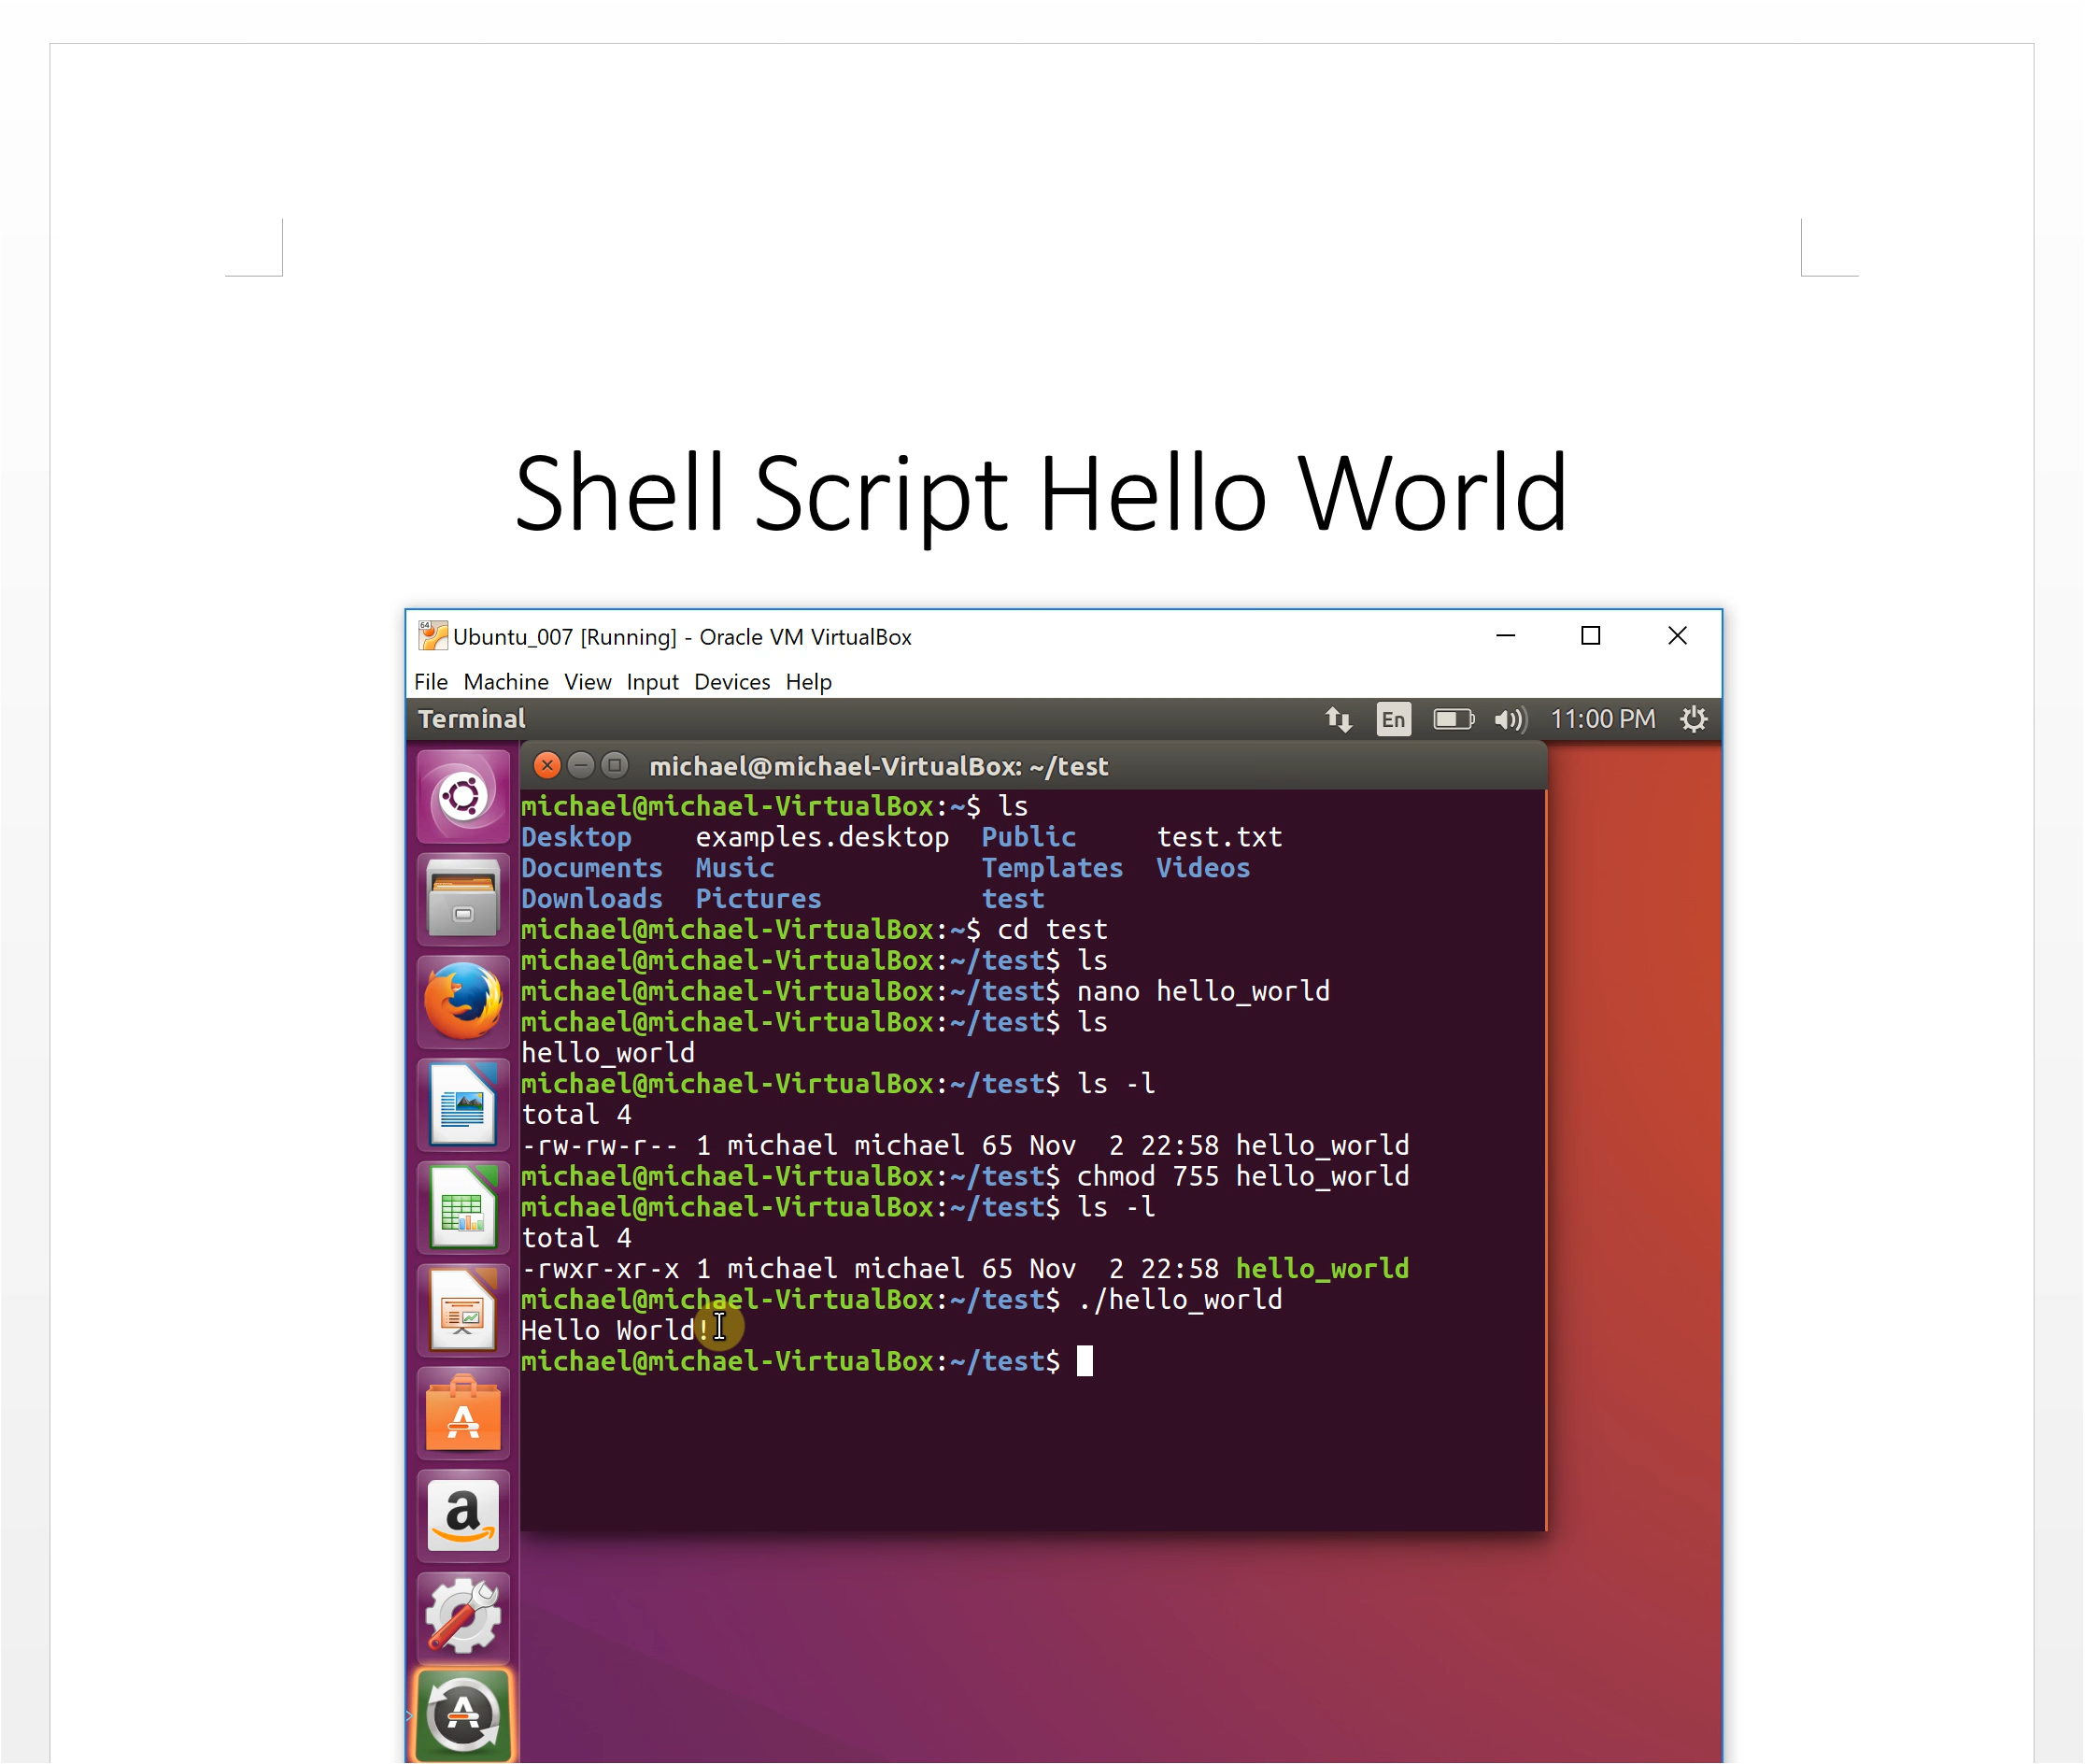 Shell Script Hello World
64
Ubuntu_007 [Running] - Oracle VM VirtualBox
File Machine View Input Devices Help
Terminal En 11:00 PM
michael@michael-VirtualBox: ~/test
michael@michael-VirtualBox:~$ ls
Desktop examples.desktop Public test.txt
Documents Music Templates Videos
Downloads Pictures test
michael@michael-VirtualBox:~$ cd test
michael@michael-VirtualBox:~/test$ ls
michael@michael-VirtualBox:~/test$ nano hello_world
michael@michael-VirtualBox:~/test$ ls
hello_world
michael@michael-VirtualBox:~/test$ ls -l
total 4
-rw-rw-r-- 1 michael michael 65 Nov  2 22:58 hello_world
michael@michael-VirtualBox:~/test$ chmod 755 hello_world
michael@michael-VirtualBox:~/test$ ls -l
total 4
-rwxr-xr-x 1 michael michael 65 Nov  2 22:58 hello_world
michael@michael-VirtualBox:~/test$ ./hello_world
Hello World!
michael@michael-VirtualBox:~/test$